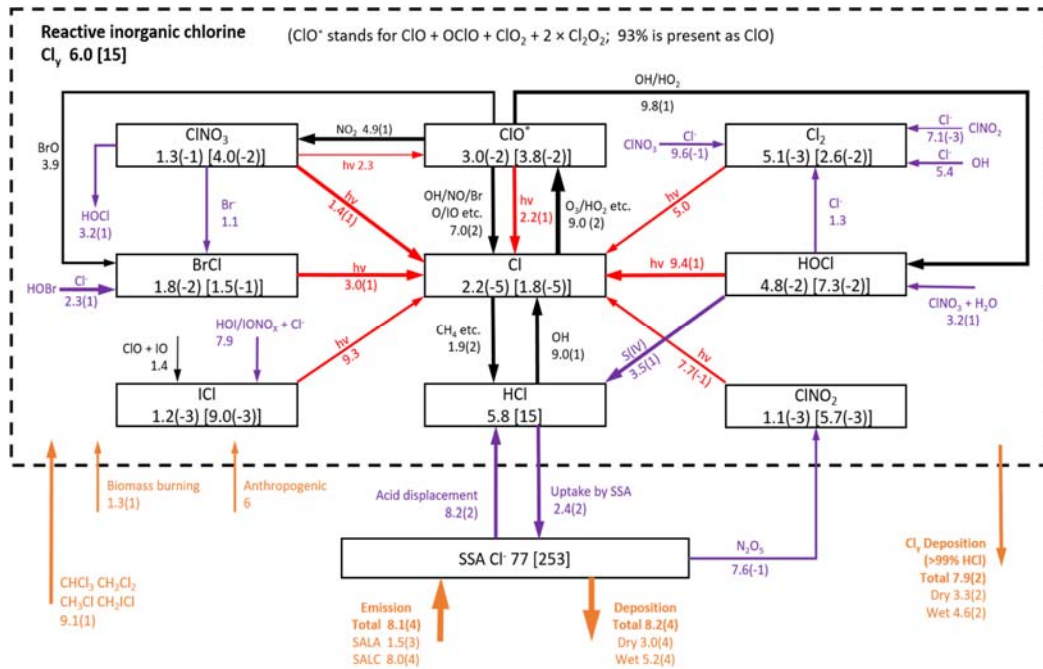 Reactive inorganic chlorine
Cly 6.0 [15]
(ClO* stands for ClO + OClO + ClO2 + 2 × Cl2O2; 93% is present as ClO)
OH/HO2
9.8(1)
BrO
3.9
ClNO3
1.3(-1) [4.0(-2)]
NO2 4.9(1)
hv 2.3
ClO*
3.0(-2) [3.8(-2)]
ClNO3
Cl-
9.6(-1)
Cl2
5.1(-3) [2.6(-2)]
Cl-
7.1(-3)
ClNO2
Cl-
5.4
OH
HOCl
3.2(1)
Br-
1.1
hv
1.4(1)
OH/NO/Br
O/IO etc.
7.0(2)
hv
2.2(1)
O3/HO2 etc.
9.0 (2)
hv
5.0
Cl-
1.3
HOBr
Cl-
2.3(1)
BrCl
1.8(-2) [1.5(-1)]
hv
3.0(1)
Cl
2.2(-5) [1.8(-5)]
hv 9.4(1)
HOCl
4.8(-2) [7.3(-2)]
ClNO3 + H2O
3.2(1)
ClO + IO
1.4
HOI/IONOx + Cl-
7.9
hv
9.3
CH4 etc.
1.9(2)
OH
9.0(1)
S(IV)
3.5(1)
hv
7.7(-1)
ICl
1.2(-3) [9.0(-3)]
HCl
5.8 [15]
ClNO2
1.1(-3) [5.7(-3)]
Biomass burning
1.3(1)
Anthropogenic
6
Acid displacement
8.2(2)
Uptake by SSA
2.4(2)
SSA Cl- 77 [253]
N2O5
7.6(-1)
Cly Deposition
(>99% HCl)
Total 7.9(2)
Dry 3.3(2)
Wet 4.6(2)
CHCl3 CH2Cl2
CH3Cl CH2ICl
9.1(1)
Emission
Total 8.1(4)
SALA 1.5(3)
SALC 8.0(4)
Deposition
Total 8.2(4)
Dry 3.0(4)
Wet 5.2(4)